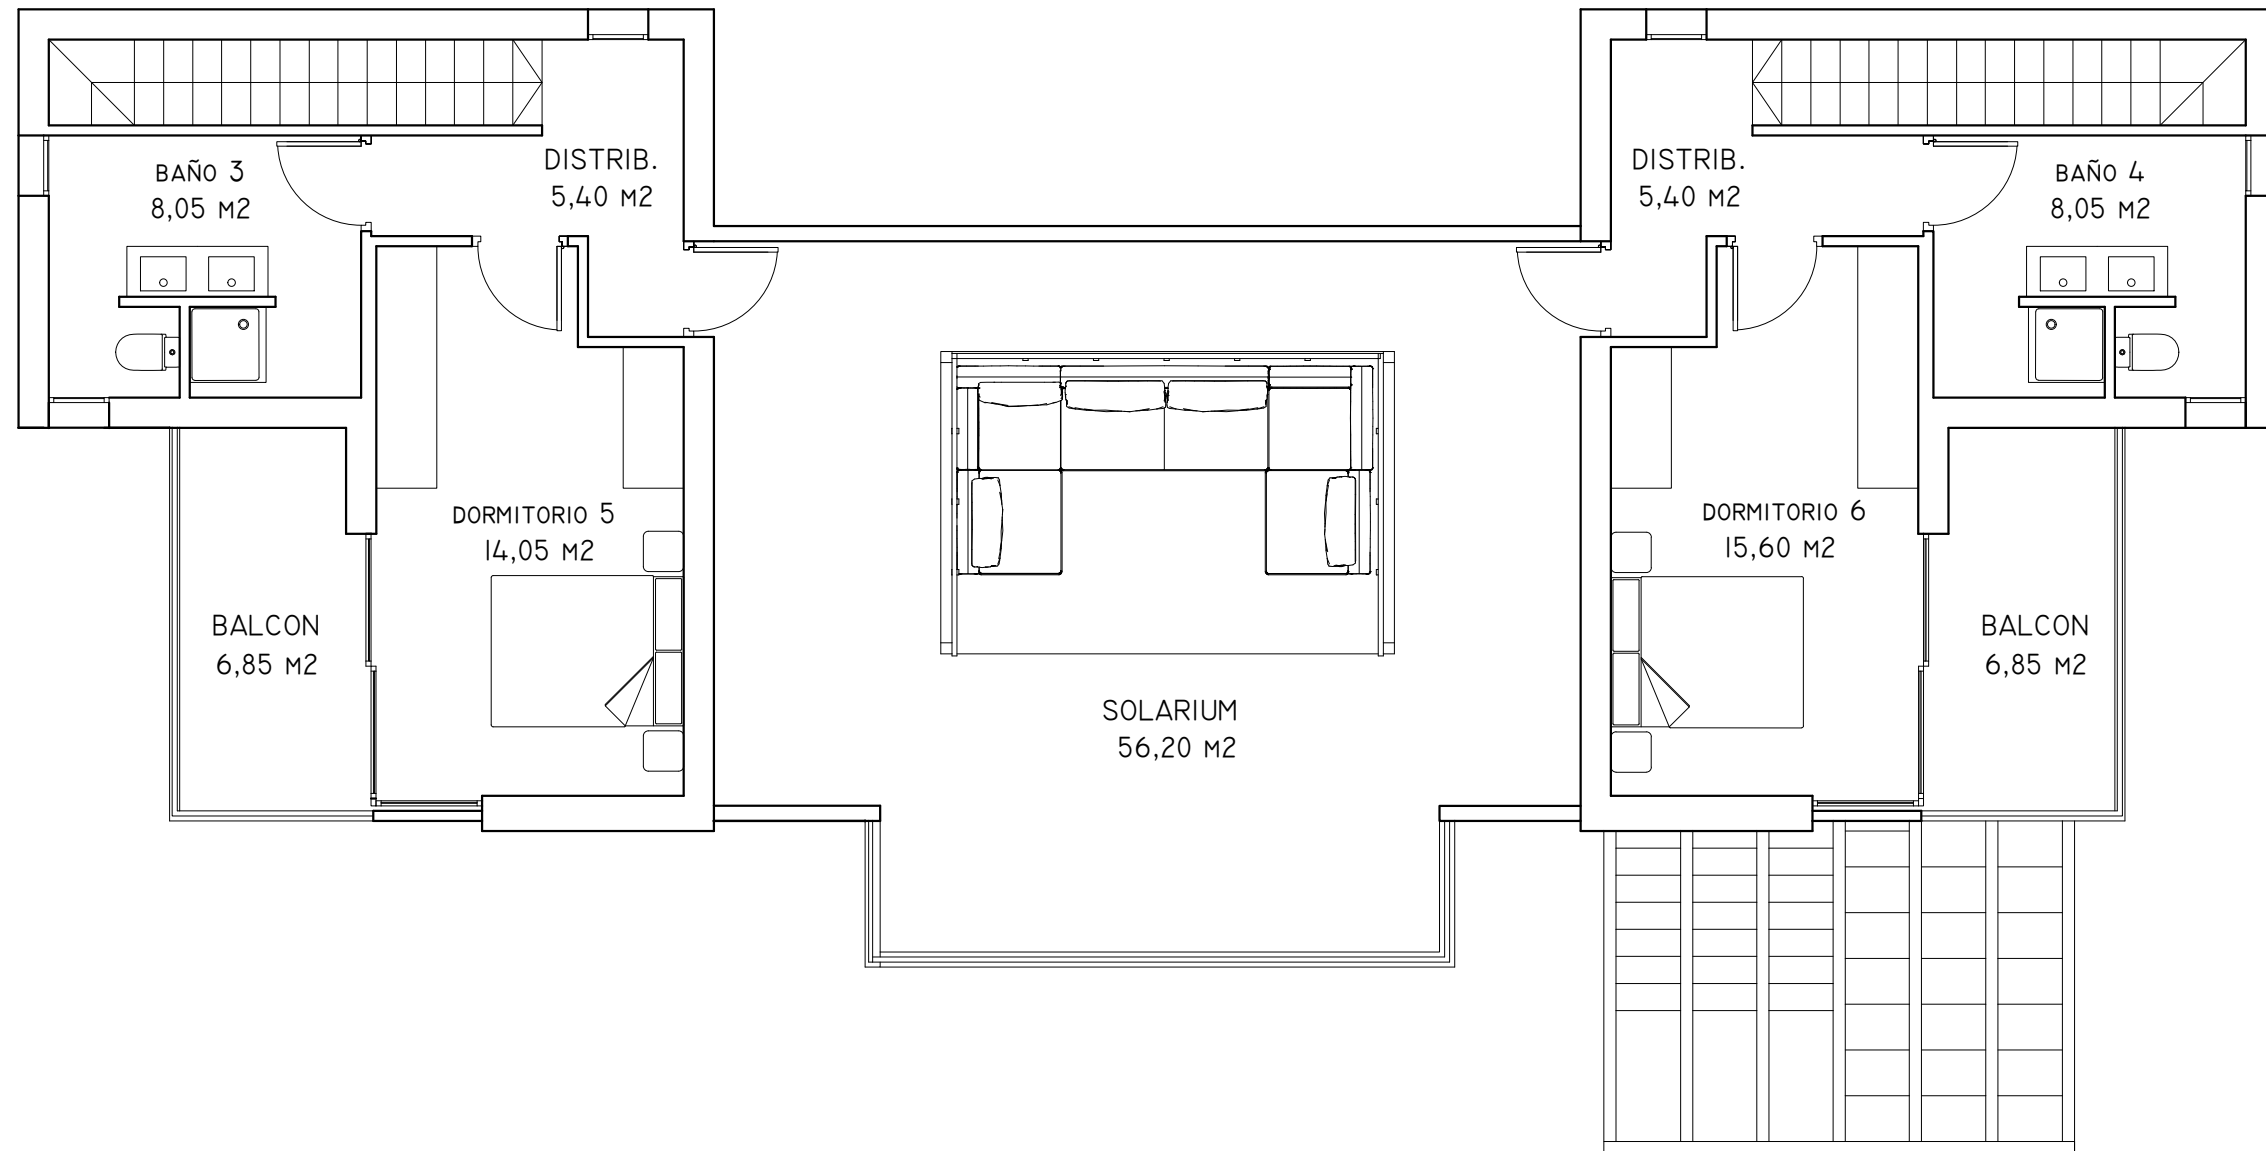 DISTRIB.
5,40 M2
BAÑO 3
8,05 M2
DISTRIB.
5,40 M2
BAÑO 4
8,05 M2
DORMITORIO 5
14,05 M2
DORMITORIO 6
15,60 M2
BALCON
6,85 M2
SOLARIUM
56,20 M2
BALCON
6,85 M2